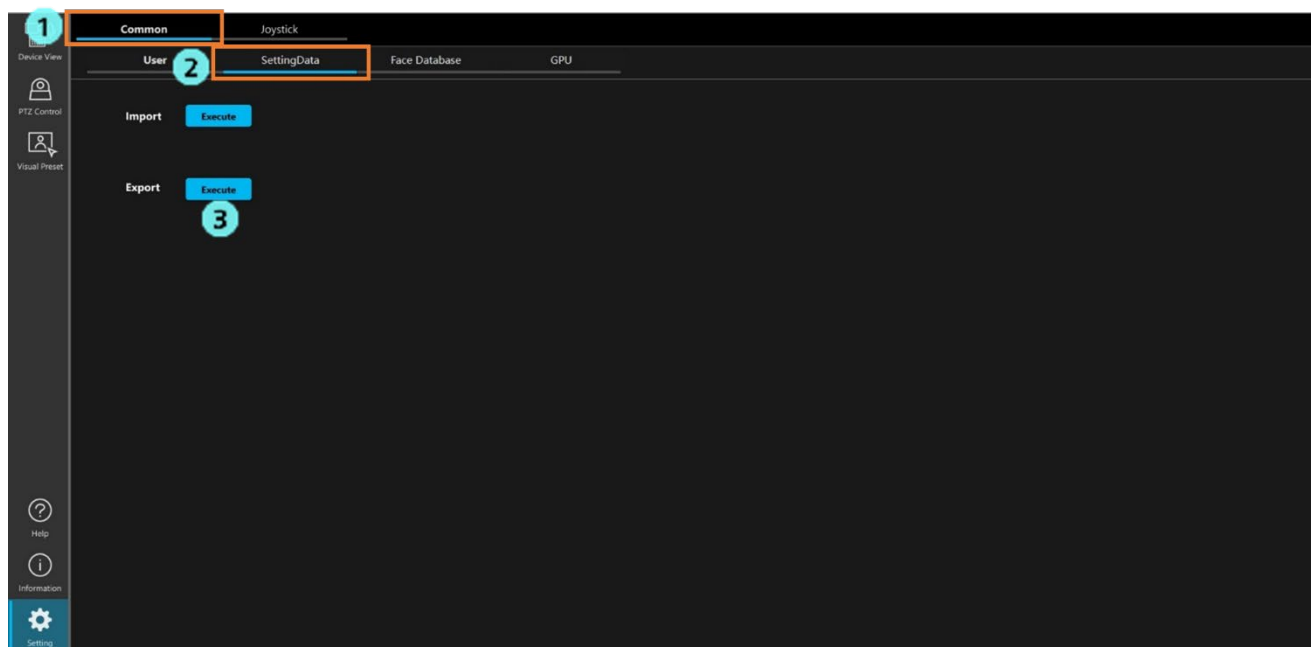 1
Common
Joystick
Device View
User
2
SettingData
Face Database
GPU
PTZ Control
Import
Execute
Visual Preset
Export
Execute
3
Help
Information
Setting